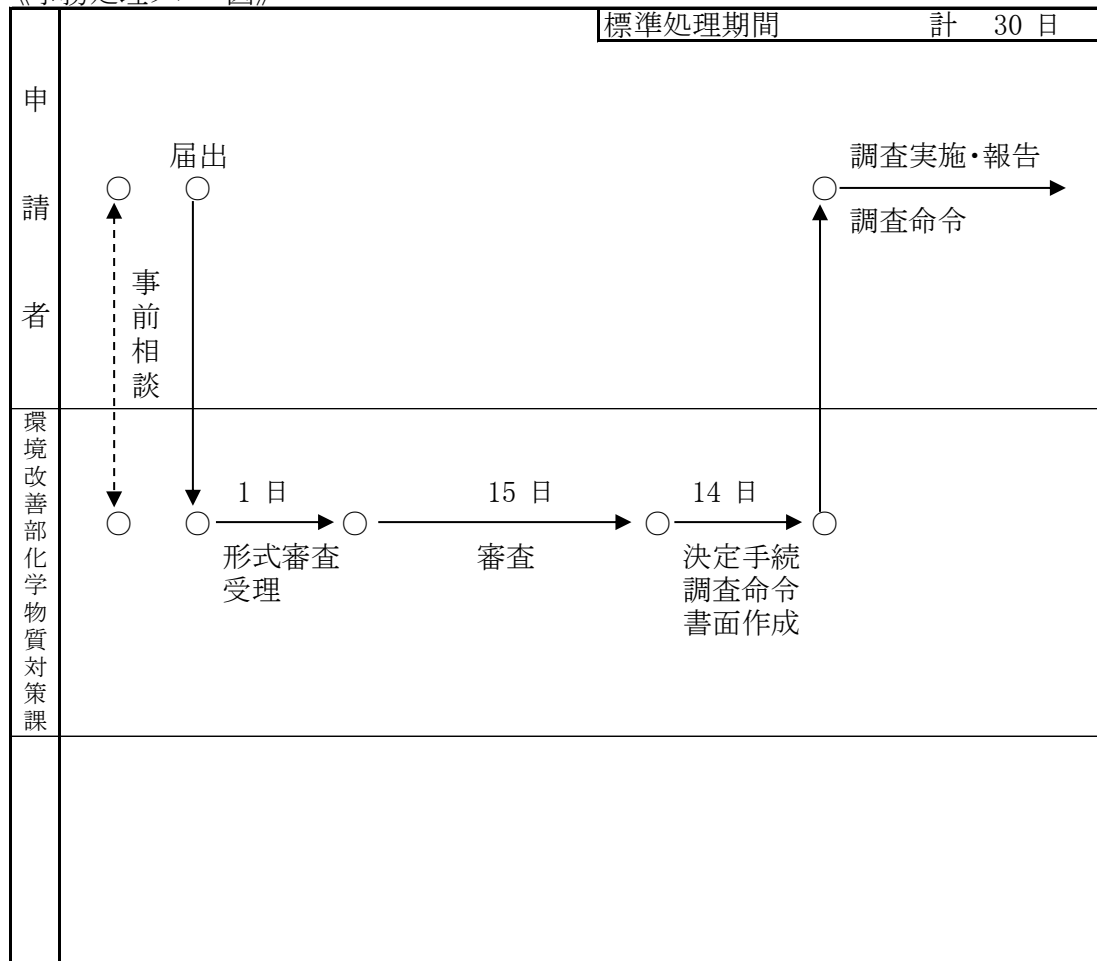 標準処理期間 計 30 日
申請者
届出
調査実施・報告
調査命令
事前相談
環境改善部化学物質対策課
1 日
15 日
14 日
形式審査
受理
審査
決定手続
調査命令
書面作成